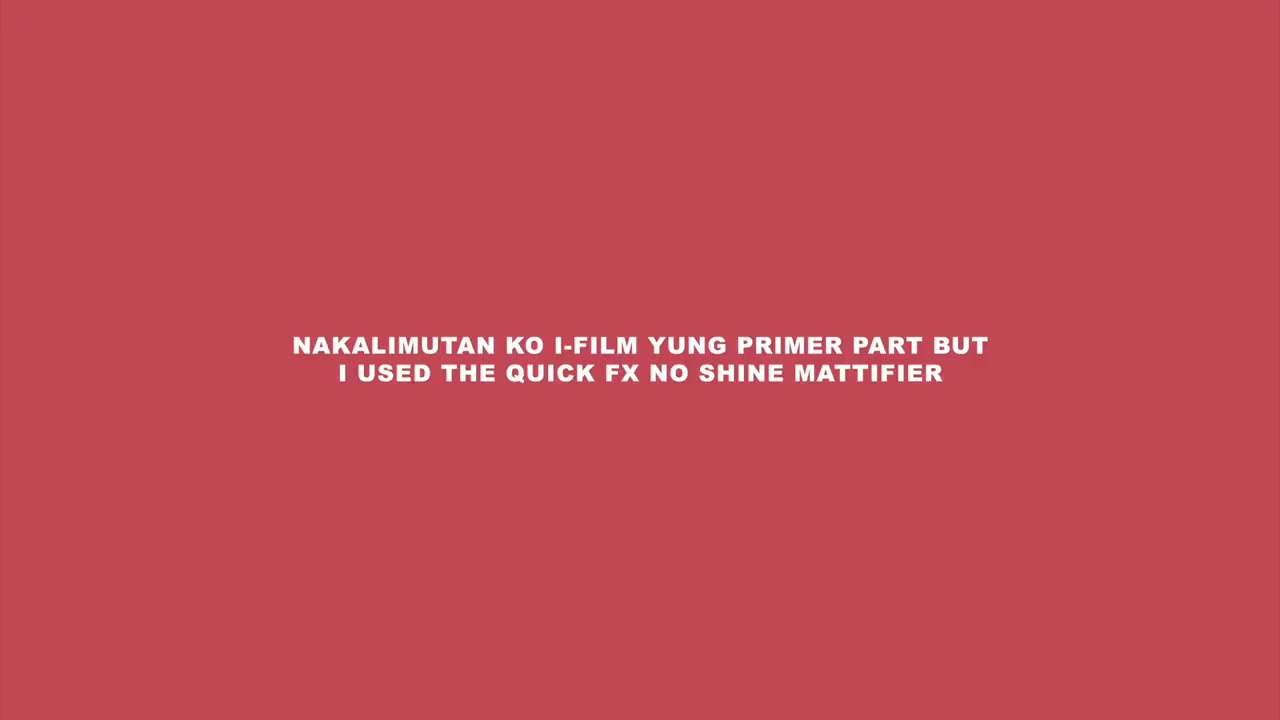 NAKALIMUTAN KO I-FILM YUNG PRIMER PART BUT
I USED THE QUICK FX NO SHINE MATTIFIER